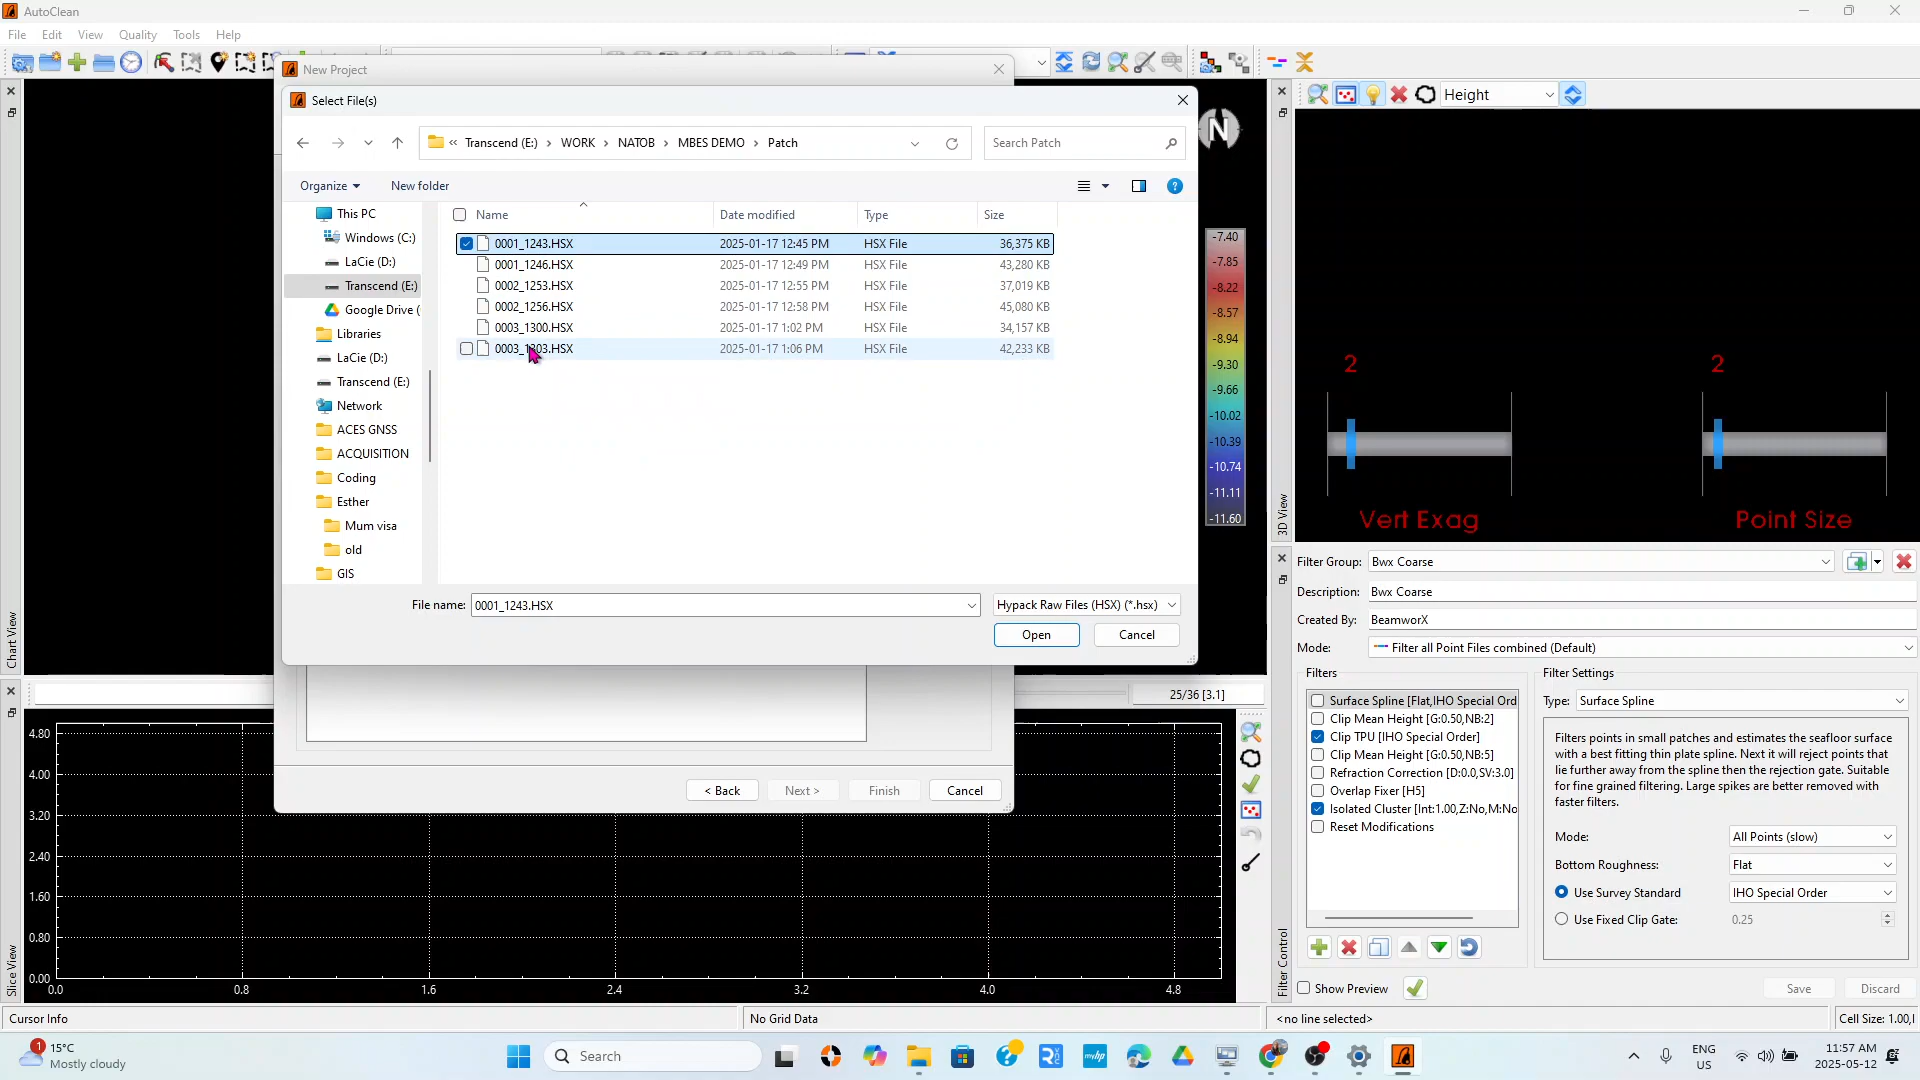 AutoClean
File Edit View Quality Tools Help
New Project
Select File(s)
Transcend (E:) > WORK > NATOB > MBES DEMO > Patch
Search Patch
Organize New folder
Name Date modified Type Size
0001_1243.HSX 2025-01-17 12:45 PM HSX File 36,375 KB
0001_1246.HSX 2025-01-17 12:49 PM HSX File 43,280 KB
0002_1253.HSX 2025-01-17 12:55 PM HSX File 37,019 KB
0002_1256.HSX 2025-01-17 12:58 PM HSX File 45,080 KB
0003_1300.HSX 2025-01-17 1:02 PM HSX File 34,157 KB
0003_1303.HSX 2025-01-17 1:06 PM HSX File 42,233 KB
This PC
Windows (C:)
LaCie (D:)
Transcend (E:)
Google Drive (
Libraries
LaCie (D:)
Transcend (E:)
Network
ACES GNSS
ACQUISITION
Coding
Esther
Mum visa
old
GIS
File name: 0001_1243.HSX
Hypack Raw Files (HSX) (*.hsx)
Open Cancel
< Back Next > Finish Cancel
N
-7.40
-7.85
-8.22
-8.57
-8.94
-9.30
-9.66
-10.02
-10.39
-10.74
-11.11
-11.60
Chart View
25/36 [3.1]
4.80
4.00
3.20
2.40
1.60
0.80
0.00
0.0 0.8 1.6 2.4 3.2 4.0 4.8
Slice View
Height
2 2
Vert Exag Point Size
3D View
Filter Group: Bwx Coarse
Description: Bwx Coarse
Created By: BeamworX
Mode: Filter all Point Files combined (Default)
Filters
Surface Spline [Flat,IHO Special Ord
Clip Mean Height [G:0.50,NB:2]
Clip TPU [IHO Special Order]
Clip Mean Height [G:0.50,NB:5]
Refraction Correction [D:0.0,SV:3.0]
Overlap Fixer [H5]
Isolated Cluster [Int:1.00,Z:No,M:No
Reset Modifications
Filter Settings
Type: Surface Spline
Filters points in small patches and estimates the seafloor surface
with a best fitting thin plate spline. Next it will reject points that
lie further away from the spline then the rejection gate. Suitable
for fine grained filtering. Large spikes are better removed with
faster filters.
Mode: All Points (slow)
Bottom Roughness: Flat
Use Survey Standard IHO Special Order
Use Fixed Clip Gate: 0.25
Show Preview
Save Discard
Filter Control
Cursor Info No Grid Data <no line selected> Cell Size: 1.00,I
1
15°C
Mostly cloudy
Search
myhp
ENG
US
11:57 AM
2025-05-12